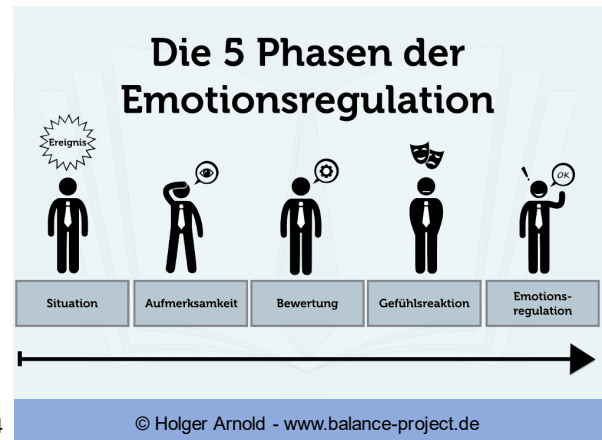 Die 5 Phasen der
Emotionsregulation
Ereignis
OK
Situation
Aufmerksamkeit
Bewertung
Gefühlsreaktion
Emotions-
regulation
4
© Holger Arnold - www.balance-project.de